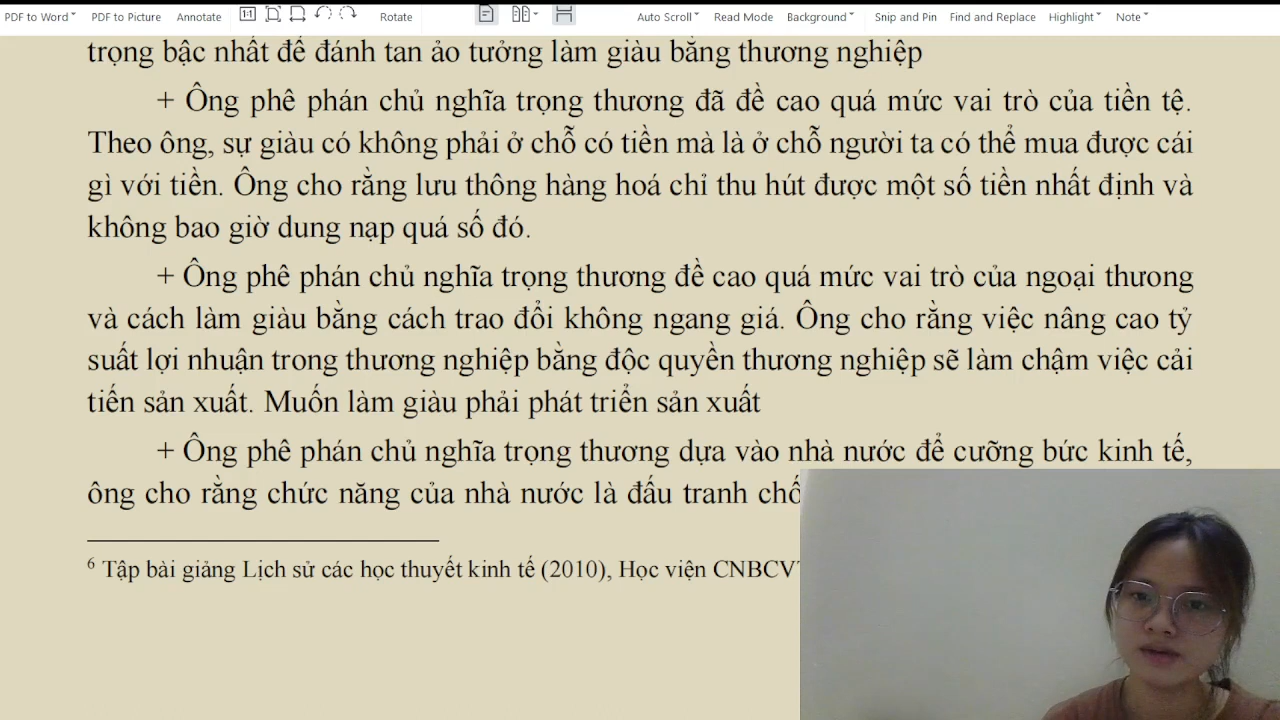 PDF to Word PDF to Picture Annotate 1:1 Rotate Auto Scroll Read Mode Background Snip and Pin Find and Replace Highlight Note
trọng bậc nhất để đánh tan ảo tưởng làm giàu bằng thương nghiệp
+ Ông phê phán chủ nghĩa trọng thương đã đề cao quá mức vai trò của tiền tệ.
Theo ông, sự giàu có không phải ở chỗ có tiền mà là ở chỗ người ta có thể mua được cái
gì với tiền. Ông cho rằng lưu thông hàng hoá chỉ thu hút được một số tiền nhất định và
không bao giờ dung nạp quá số đó.
+ Ông phê phán chủ nghĩa trọng thương đề cao quá mức vai trò của ngoại thương
và cách làm giàu bằng cách trao đổi không ngang giá. Ông cho rằng việc nâng cao tỷ
suất lợi nhuận trong thương nghiệp bằng độc quyền thương nghiệp sẽ làm chậm việc cải
tiến sản xuất. Muốn làm giàu phải phát triển sản xuất
+ Ông phê phán chủ nghĩa trọng thương dựa vào nhà nước để cưỡng bức kinh tế,
ông cho rằng chức năng của nhà nước là đấu tranh
6 Tập bài giảng Lịch sử các học thuyết kinh tế (2010), Học viện